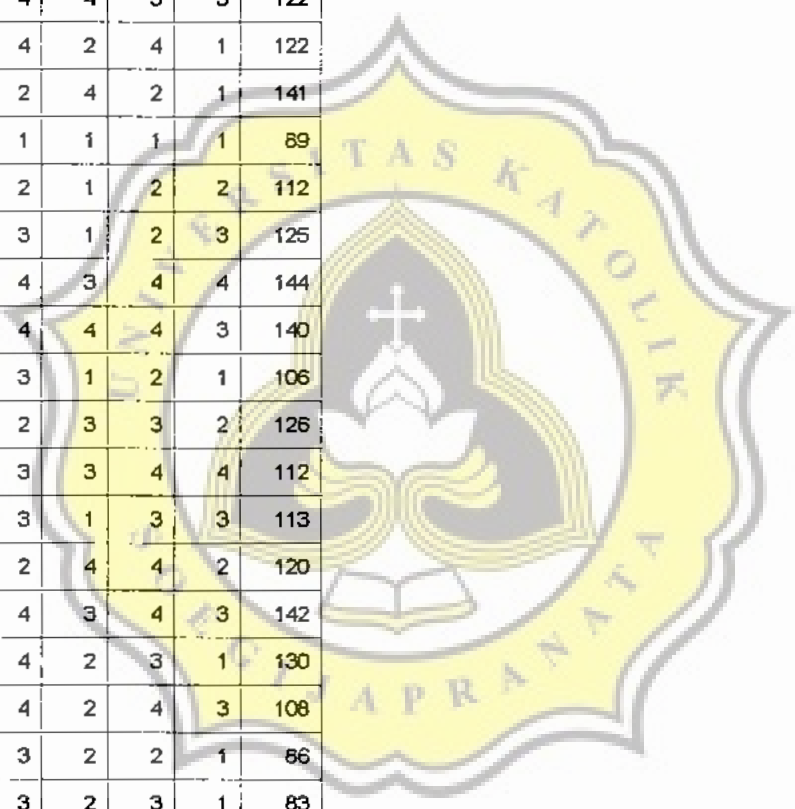 4 2 4 1 122
2 4 2 1 141
1 1 1 1 89
2 1 2 2 112
3 1 2 3 125
4 3 4 4 144
4 4 4 3 140
3 1 2 1 106
2 3 3 2 126
3 3 4 4 112
3 1 3 3 113
2 4 4 2 120
4 3 4 3 142
4 2 3 1 130
4 2 4 3 108
3 2 2 1 86
3 2 3 1 83
UNIVERSITAS KATOLIK
SOEGIJAPRANATA